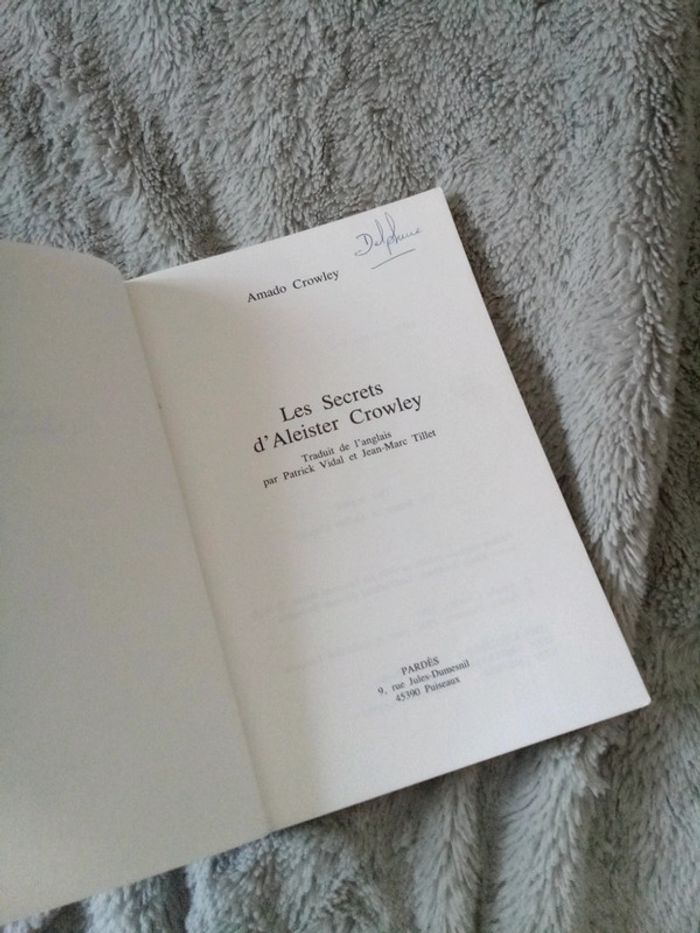 Delphine
Amado Crowley
Les Secrets
d'Aleister Crowley
Traduit de l'anglais
par Patrick Vidal et Jean-Marc Tillet
PARDÈS
9, rue Jules-Dumesnil
45390 Puiseaux